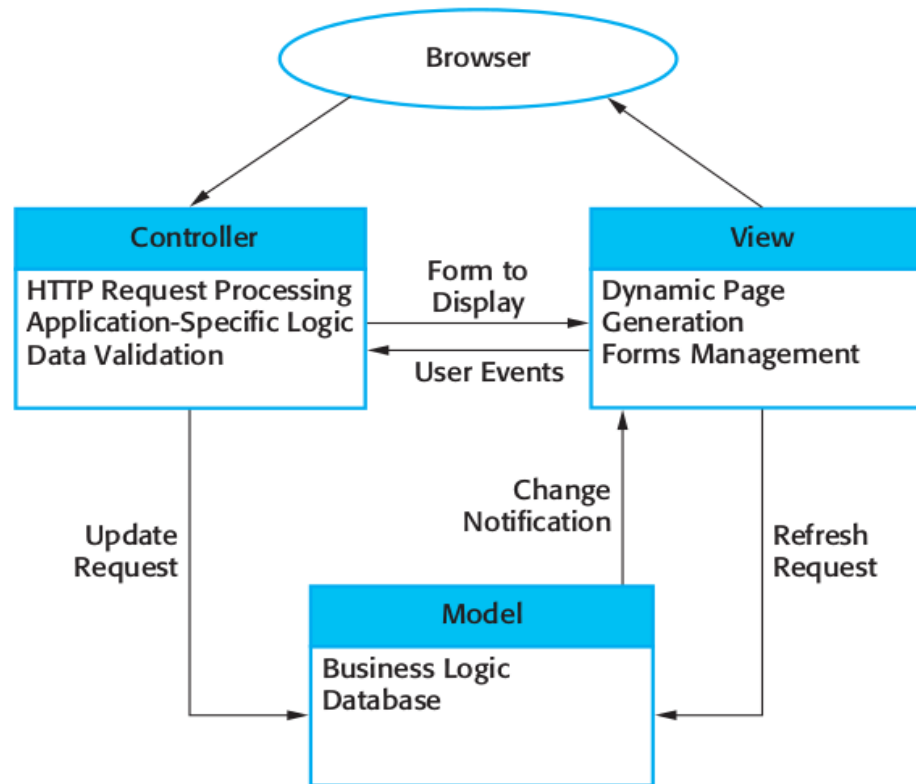 Browser
Controller
HTTP Request Processing
Application-Specific Logic
Data Validation
Form to
Display
User Events
View
Dynamic Page
Generation
Forms Management
Update
Request
Change
Notification
Refresh
Request
Model
Business Logic
Database